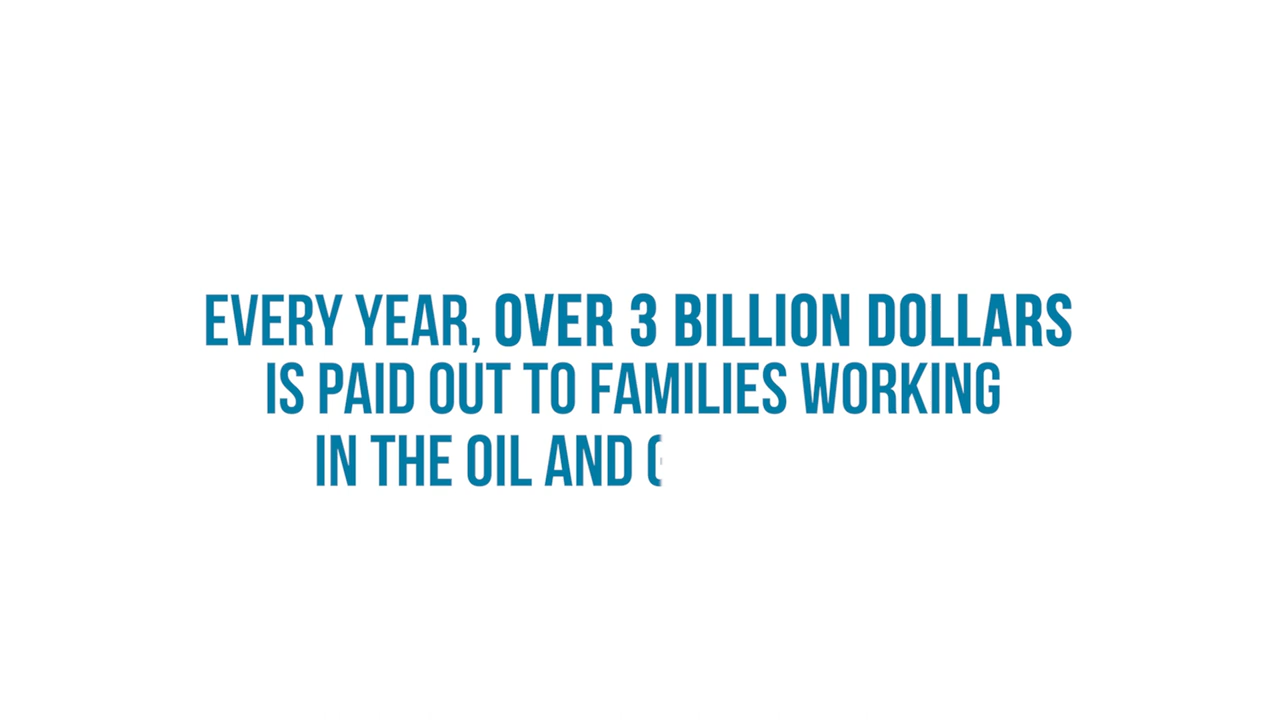 EVERY YEAR, OVER 3 BILLION DOLLARS
IS PAID OUT TO FAMILIES WORKING
IN THE OIL AND